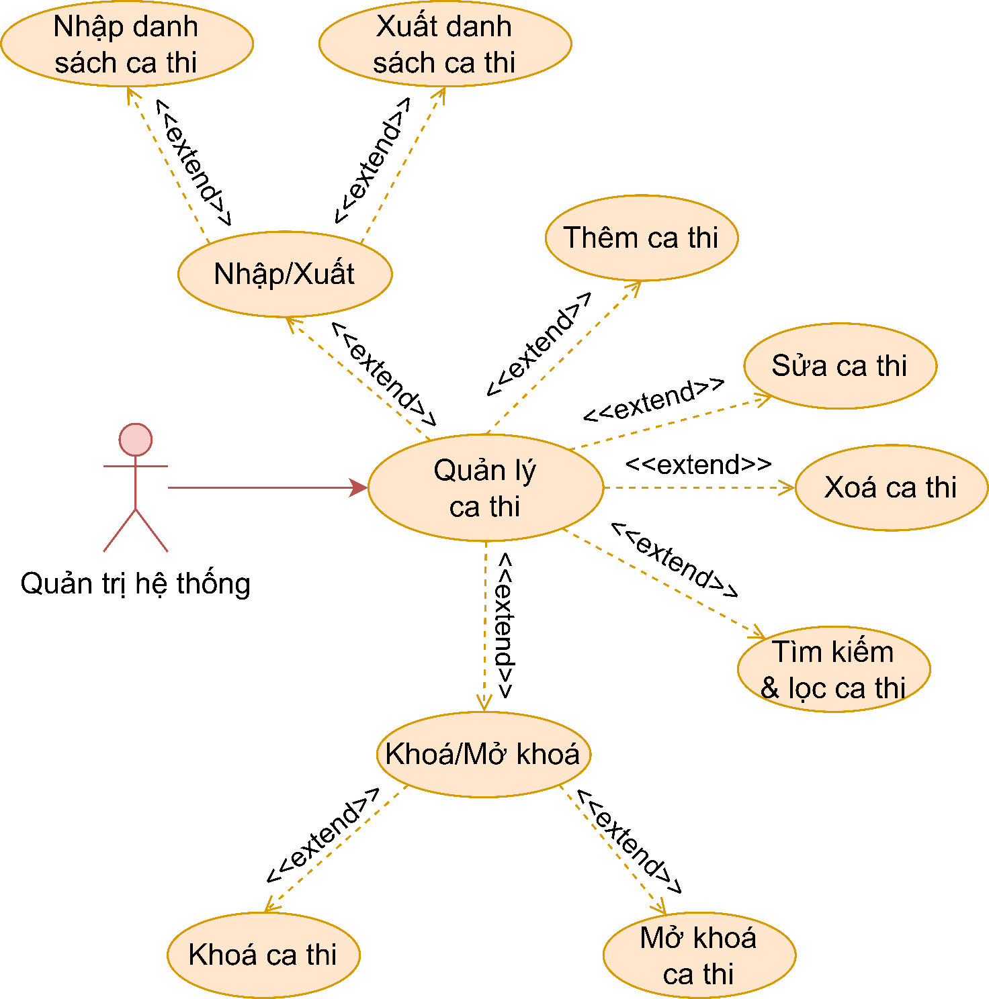 Nhập danh
sách ca thi
Xuất danh
sách ca thi
<<extend>>
<<extend>>
Nhập/Xuất
Thêm ca thi
<<extend>>
<<extend>>
Sửa ca thi
<<extend>>
Quản lý
ca thi
<<extend>>
Xoá ca thi
Quản trị hệ thống
<<extend>>
<<extend>>
Tìm kiếm
& lọc ca thi
Khoá/Mở khoá
<<extend>>
<<extend>>
Khoá ca thi
Mở khoá
ca thi